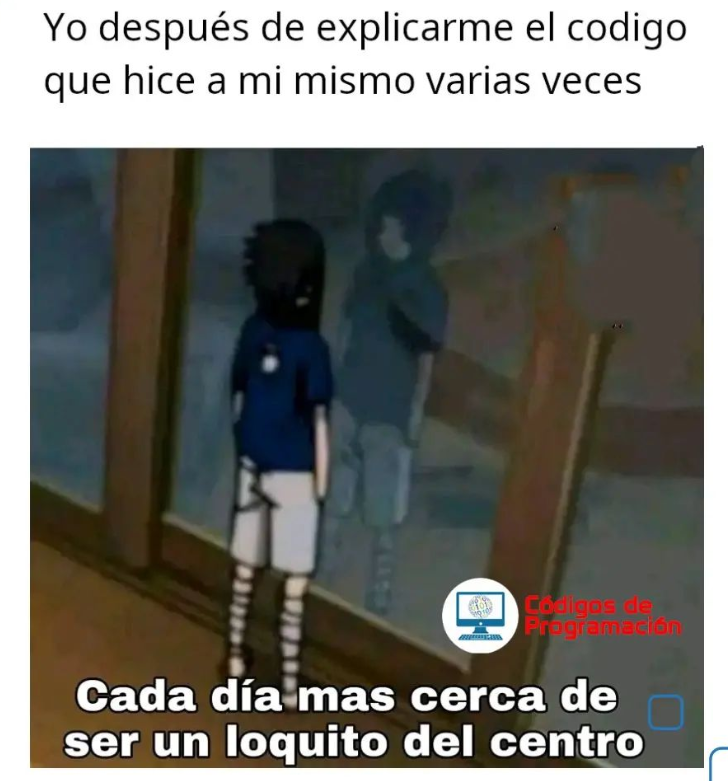 Yo después de explicarme el codigo
que hice a mi mismo varias veces
Códigos de
Programación
Cada día mas cerca de
ser un loquito del centro